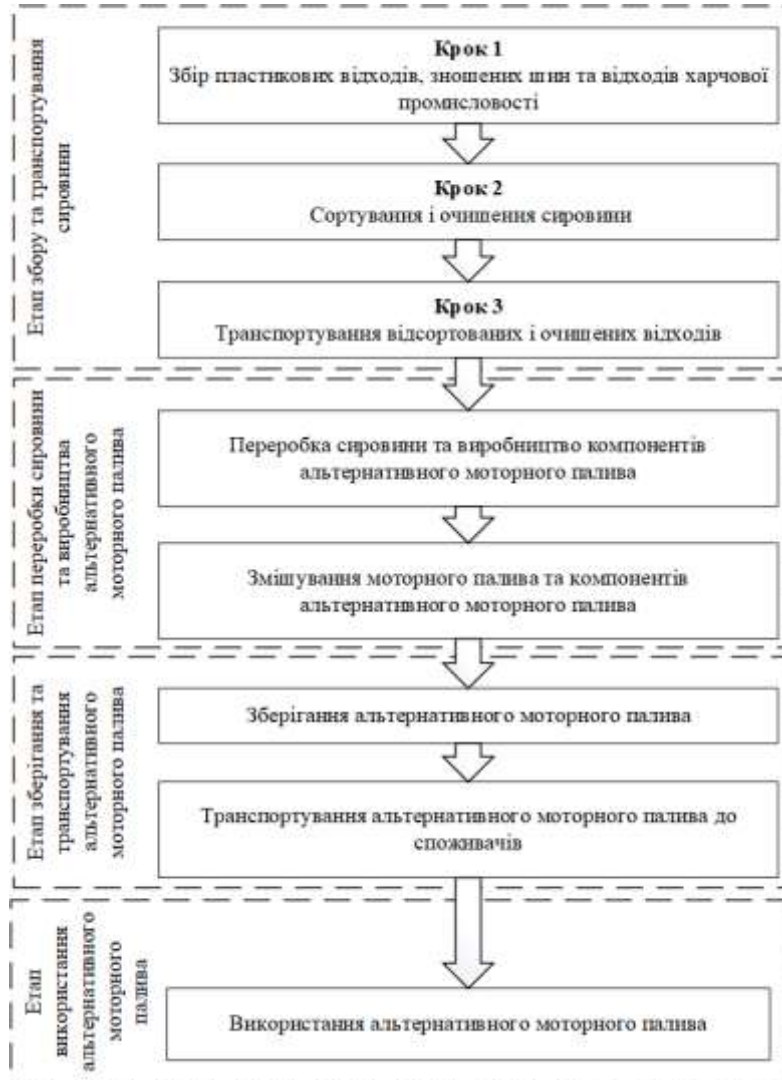 Етап збору та транспортування
сировини
Крок 1
Збір пластикових відходів, зношених шин та відходів харчової
промисловості
Крок 2
Сортування і очищення сировини
Крок 3
Транспортування відсортованих і очищених відходів
Етап переробки сировини
та виробництва
альтернативного
моторного палива
Переробка сировини та виробництво компонентів
альтернативного моторного палива
Змішування моторного палива та компонентів
альтернативного моторного палива
Етап зберігання та
транспортування
альтернативного
моторного палива
Зберігання альтернативного моторного палива
Транспортування альтернативного моторного палива до
споживачів
Етап
використання
альтернативного
моторного
палива
Використання альтернативного моторного палива